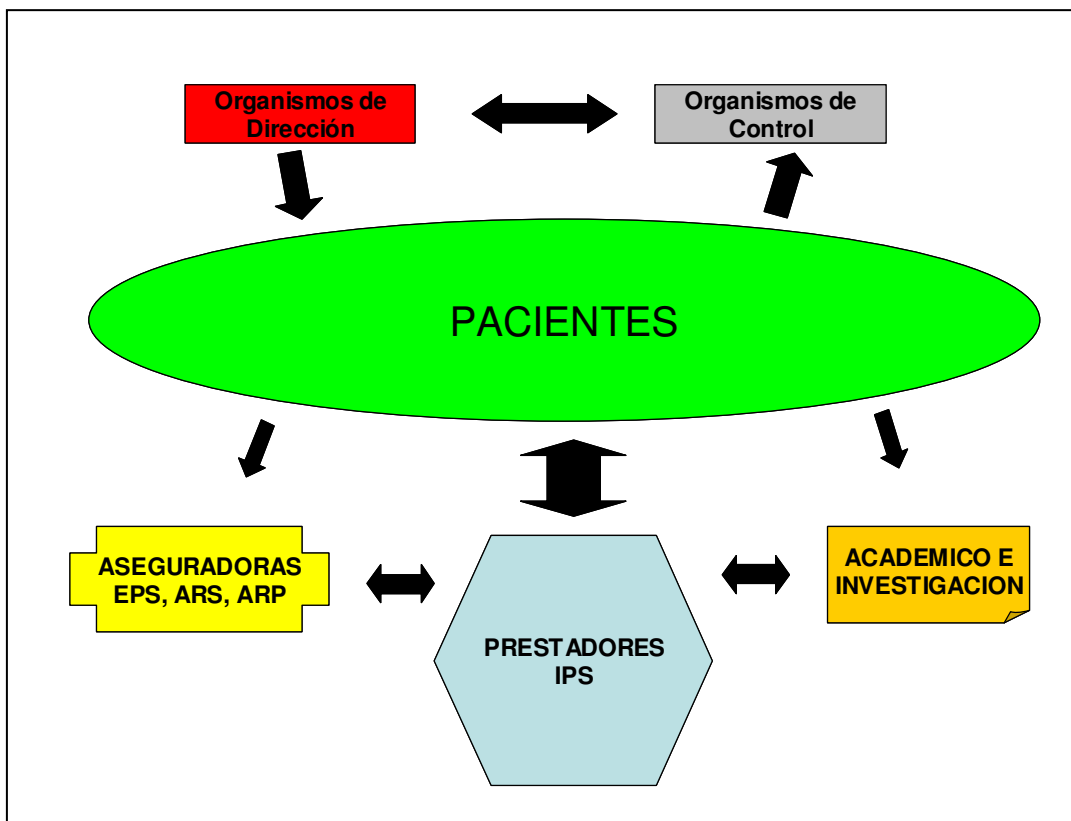 Organismos de
Dirección
Organismos de
Control
PACIENTES
ASEGURADORAS
EPS, ARS, ARP
PRESTADORES
IPS
ACADEMICO E
INVESTIGACION